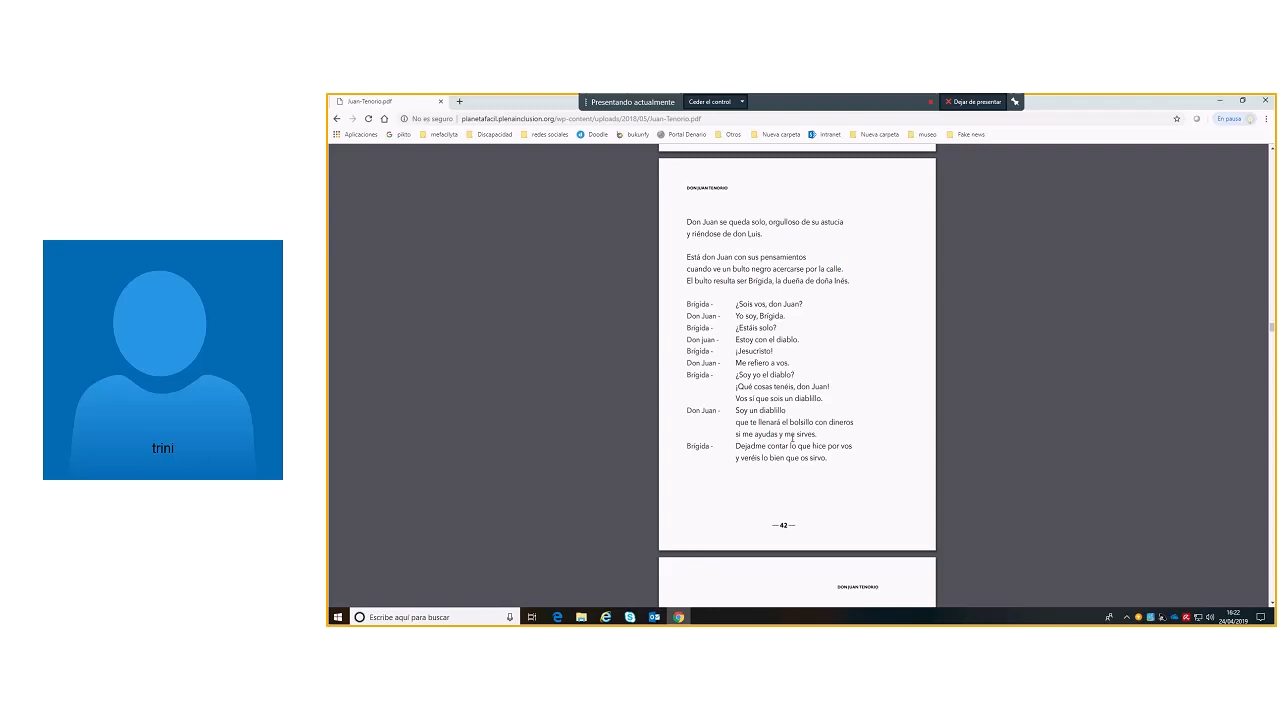 Juan-Tenorio.pdf
Presentando actualmente
Ceder el control
Dejar de presentar
No es seguro | planetafacil.plenainclusion.org/wp-content/uploads/2018/05/Juan-Tenorio.pdf
En pausa
Aplicaciones
pikto
mefacilyta
Discapacidad
redes sociales
Doodle
bukunfy
Portal Denario
Otros
Nueva carpeta
intranet
Nueva carpeta
museo
Fake news
DON JUAN TENORIO
Don Juan se queda solo, orgulloso de su astucia
y riéndose de don Luis.
Está don Juan con sus pensamientos
cuando ve un bulto negro acercarse por la calle.
El bulto resulta ser Brígida, la dueña de doña Inés.
Brígida - ¿Sois vos, don Juan?
Don Juan - Yo soy, Brígida.
Brígida - ¿Estáis solo?
Don juan - Estoy con el diablo.
Brígida - ¡Jesucristo!
Don Juan - Me refiero a vos.
Brígida - ¿Soy yo el diablo?
¡Qué cosas tenéis, don Juan!
Vos sí que sois un diablillo.
Don Juan - Soy un diablillo
que te llenará el bolsillo con dineros
si me ayudas y me sirves.
Brígida - Dejadme contar lo que hice por vos
y veréis lo bien que os sirvo.
— 42 —
DON JUAN TENORIO
trini
Escribe aquí para buscar
16:22
24/04/2019